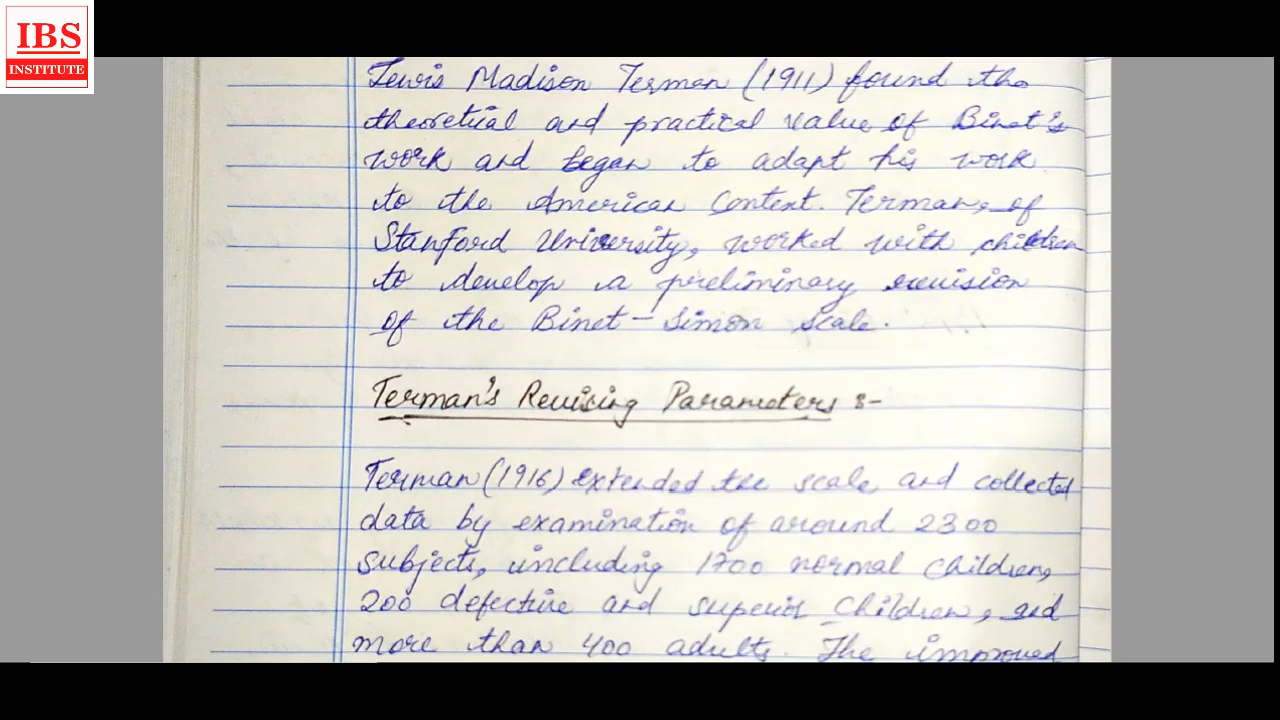 IBS
INSTITUTE
Lewis Madison Terman (1911) found the
theoretical and practical value of Binet's
work and began to adapt his work
to the American Context. Terman, of
Stanford University, worked with children
to develop a preliminary revision
of the Binet-Simon scale.
Terman's Revising Parameters :-
Terman (1916) extended the scale and collected
data by examination of around 2300
subjects, including 1700 normal children,
200 defective and superior children, and
more than 400 adults. The improved